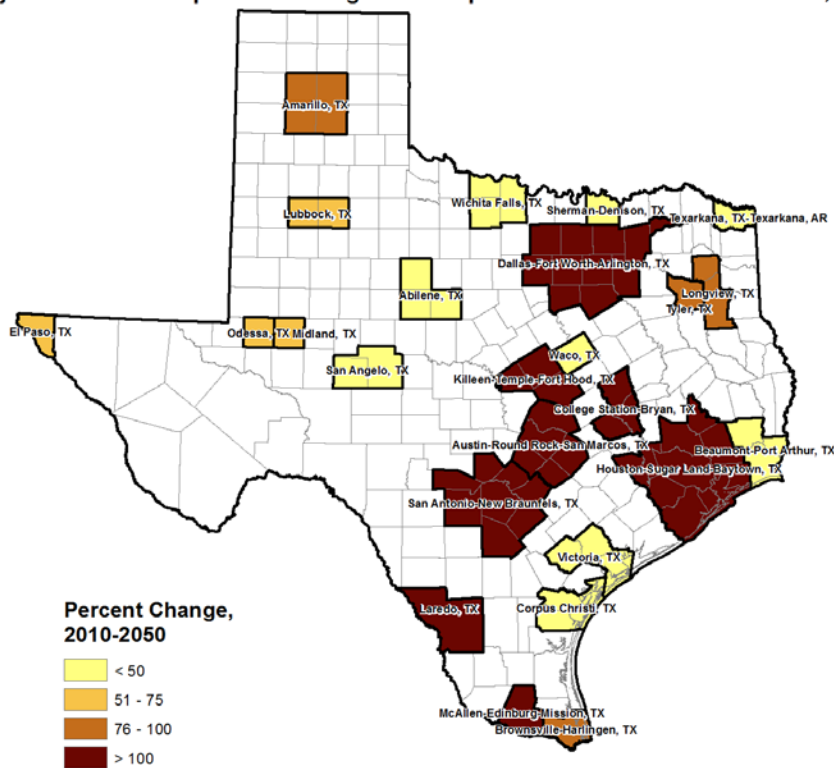 Amarillo, TX
Lubbock, TX
Wichita Falls, TX
Sherman-Denison, TX
Texarkana, TX-Texarkana, AR
Dallas-Fort Worth-Arlington, TX
Abilene, TX
Longview, TX
Tyler, TX
El Paso, TX
Odessa, TX
Midland, TX
San Angelo, TX
Waco, TX
Killeen-Temple-Fort Hood, TX
College Station-Bryan, TX
Austin-Round Rock-San Marcos, TX
Beaumont-Port Arthur, TX
Houston-Sugar Land-Baytown, TX
San Antonio-New Braunfels, TX
Victoria, TX
Laredo, TX
Corpus Christi, TX
McAllen-Edinburg-Mission, TX
Brownsville-Harlingen, TX
Percent Change,
2010-2050
< 50
51 - 75
76 - 100
> 100